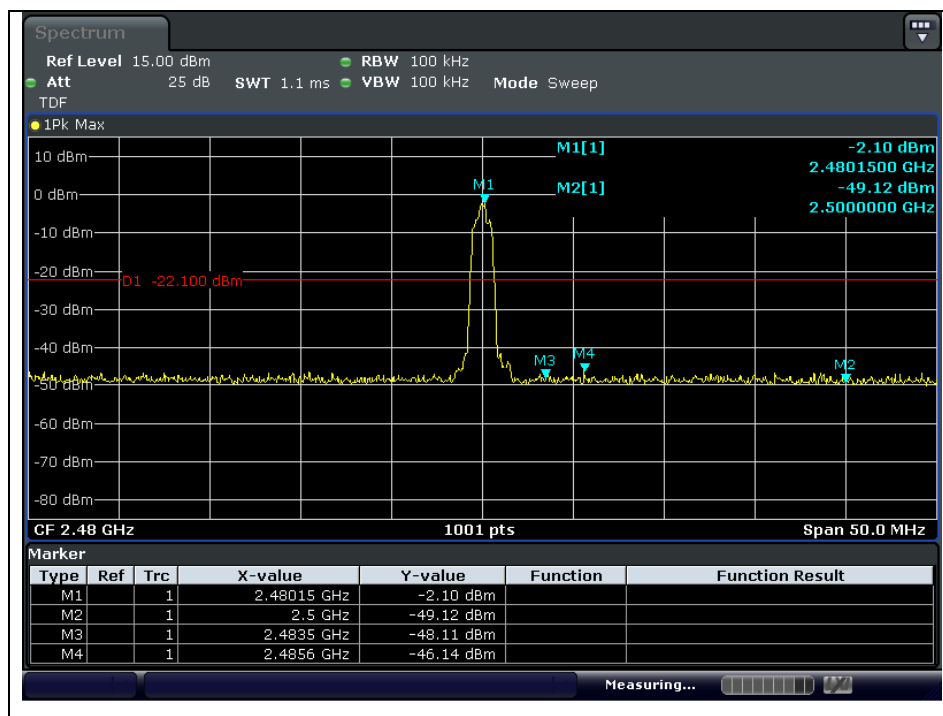 Spectrum
Ref Level 15.00 dBm RBW 100 kHz
Att 25 dB SWT 1.1 ms VBW 100 kHz Mode Sweep
TDF
1Pk Max
M1[1] -2.10 dBm
2.4801500 GHz
M2[1] -49.12 dBm
2.5000000 GHz
10 dBm
0 dBm
M1
-10 dBm
-20 dBm
D1 -22.100 dBm
-30 dBm
-40 dBm
M3 M4 M2
-50 dBm
-60 dBm
-70 dBm
-80 dBm
CF 2.48 GHz 1001 pts Span 50.0 MHz
Marker
Type Ref Trc X-value Y-value Function Function Result
M1 1 2.48015 GHz -2.10 dBm
M2 1 2.5 GHz -49.12 dBm
M3 1 2.4835 GHz -48.11 dBm
M4 1 2.4856 GHz -46.14 dBm
Measuring...